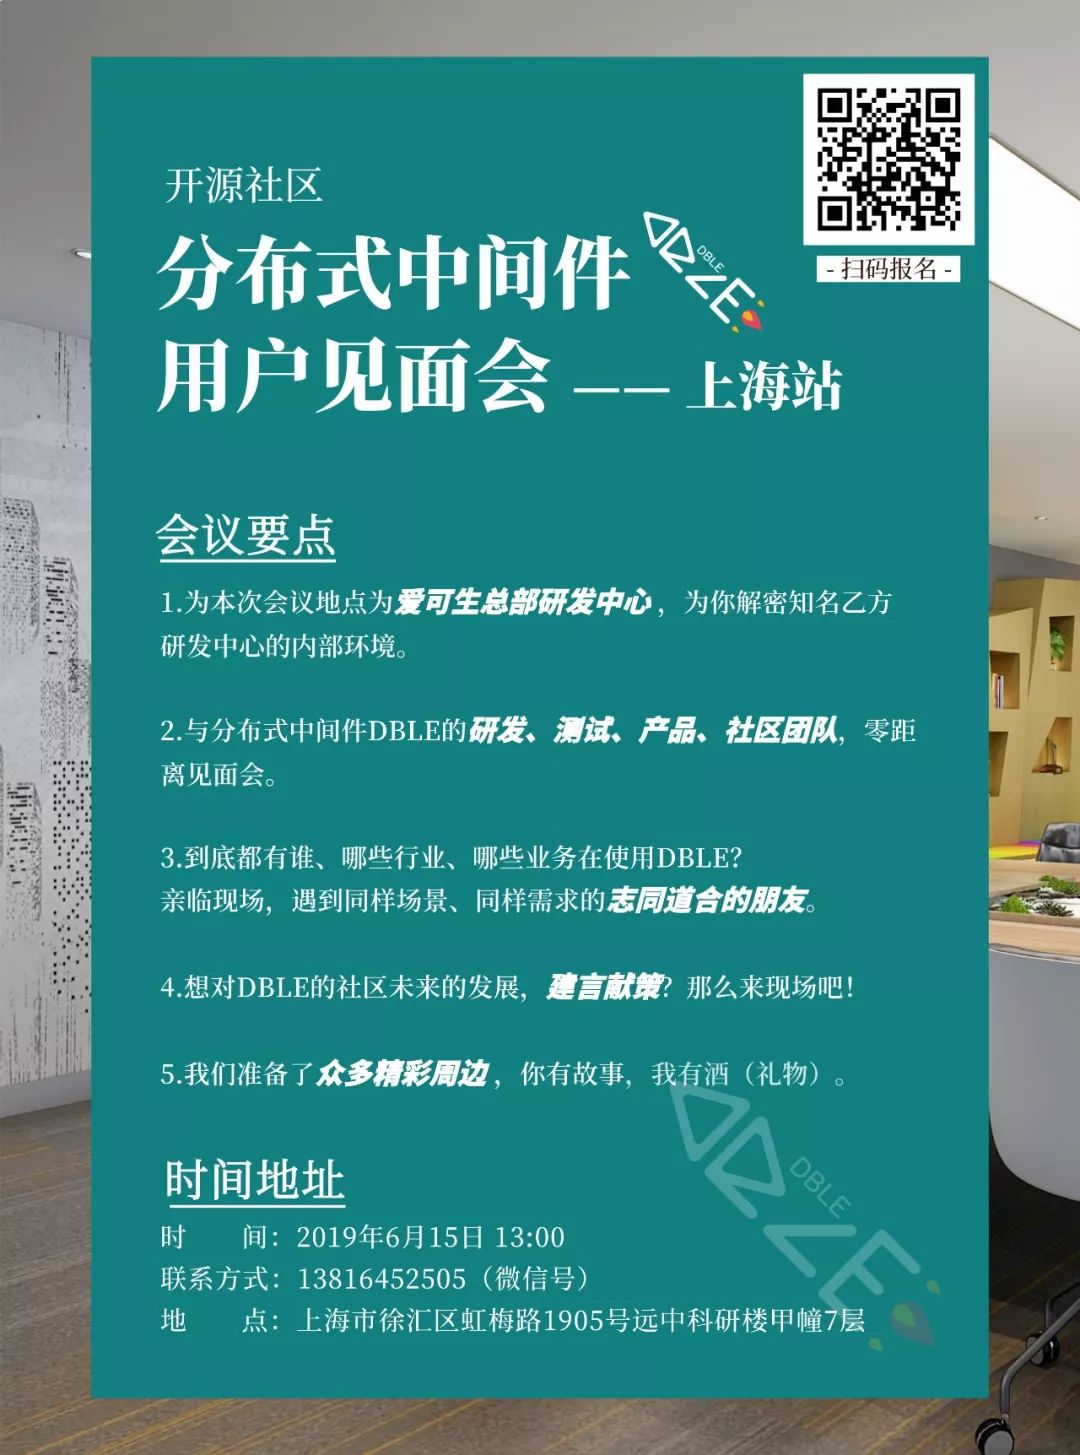 - 扫码报名 -
开源社区
分布式中间件
DBLE
用户见面会 —— 上海站
会议要点
1.为本次会议地点为爱可生总部研发中心，为你解密知名乙方
研发中心的内部环境。
2.与分布式中间件DBLE的研发、测试、产品、社区团队，零距
离见面会。
3.到底都有谁、哪些行业、哪些业务在使用DBLE？
亲临现场，遇到同样场景、同样需求的志同道合的朋友。
4.想对DBLE的社区未来的发展，建言献策？那么来现场吧！
5.我们准备了众多精彩周边，你有故事，我有酒（礼物）。
DBLE
时间地址
时　　间：2019年6月15日 13:00
联系方式：13816452505（微信号）
地　　点：上海市徐汇区虹梅路1905号远中科研楼甲幢7层